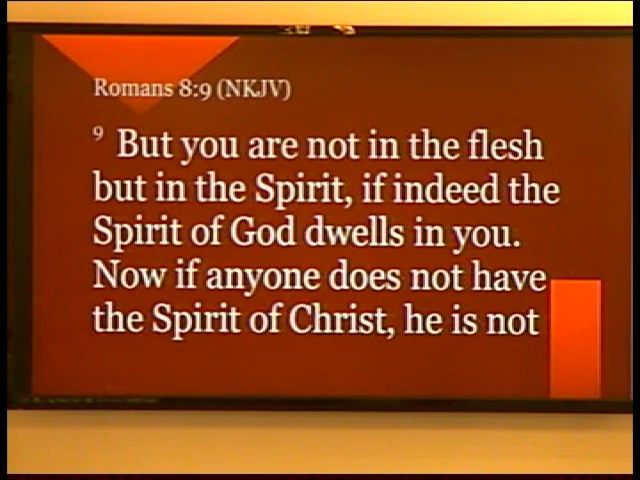 Romans 8:9 (NKJV)
9 But you are not in the flesh
but in the Spirit, if indeed the
Spirit of God dwells in you.
Now if anyone does not have
the Spirit of Christ, he is not